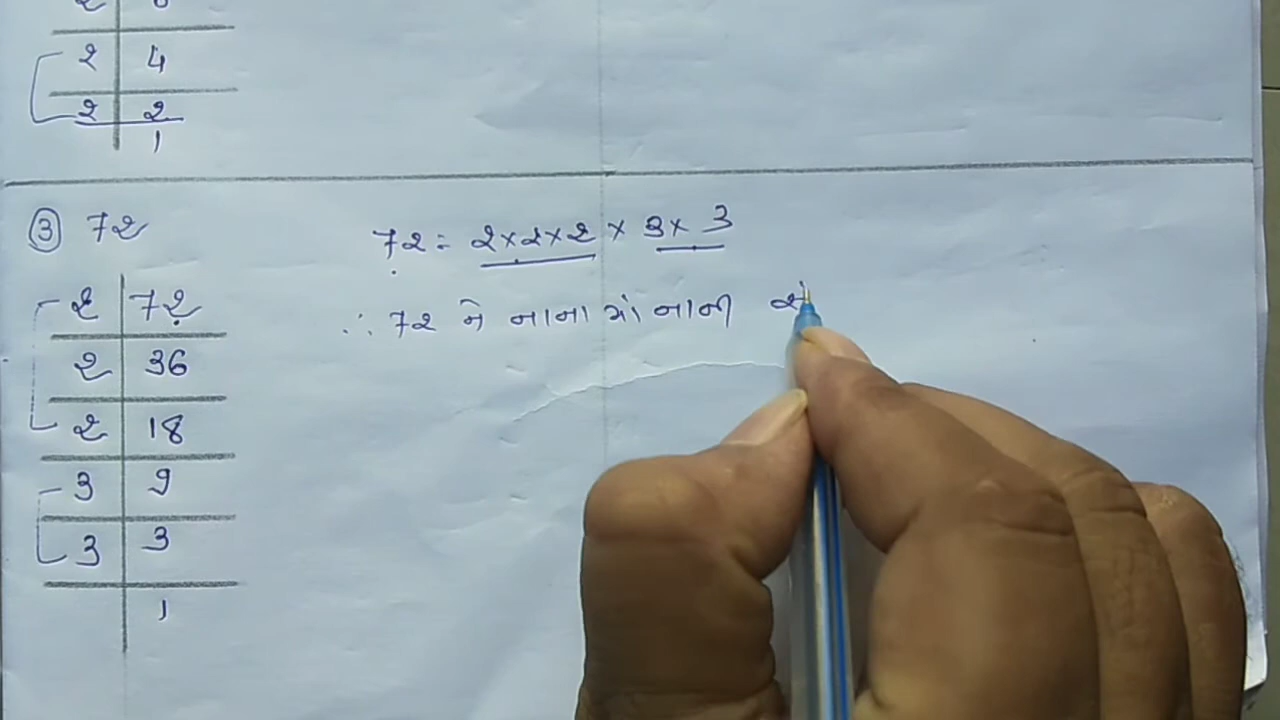 2 | 4
2 | 2
1
③ 72
72 = 2×2×2 × 3× 3
2 | 72
∴ 72 ને નાનામાં નાની
2 | 36
2 | 18
3 | 9
3 | 3
1